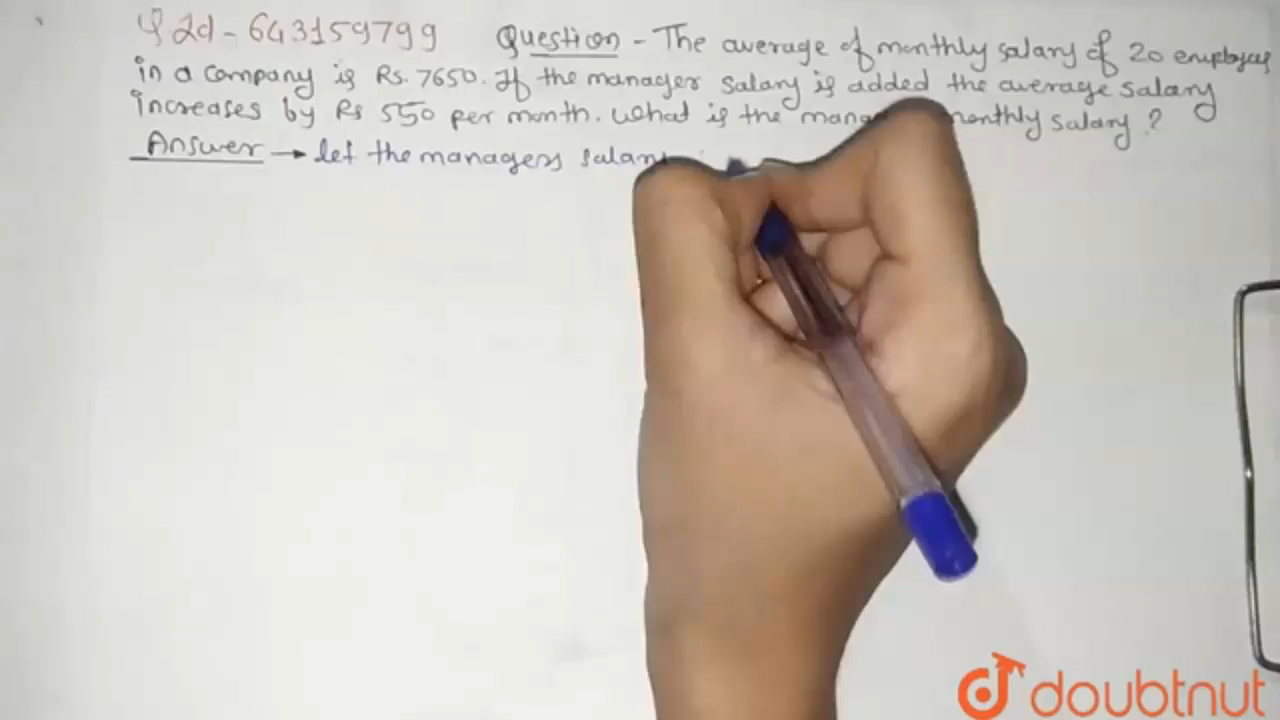 QId - 643159799 Question - The average of monthly salary of 20 employees
in a company is Rs. 7650. If the manager salary is added the average salary
increases by Rs 550 per month. What is the monthly salary ?
Answer → let the managers salary
doubtnut